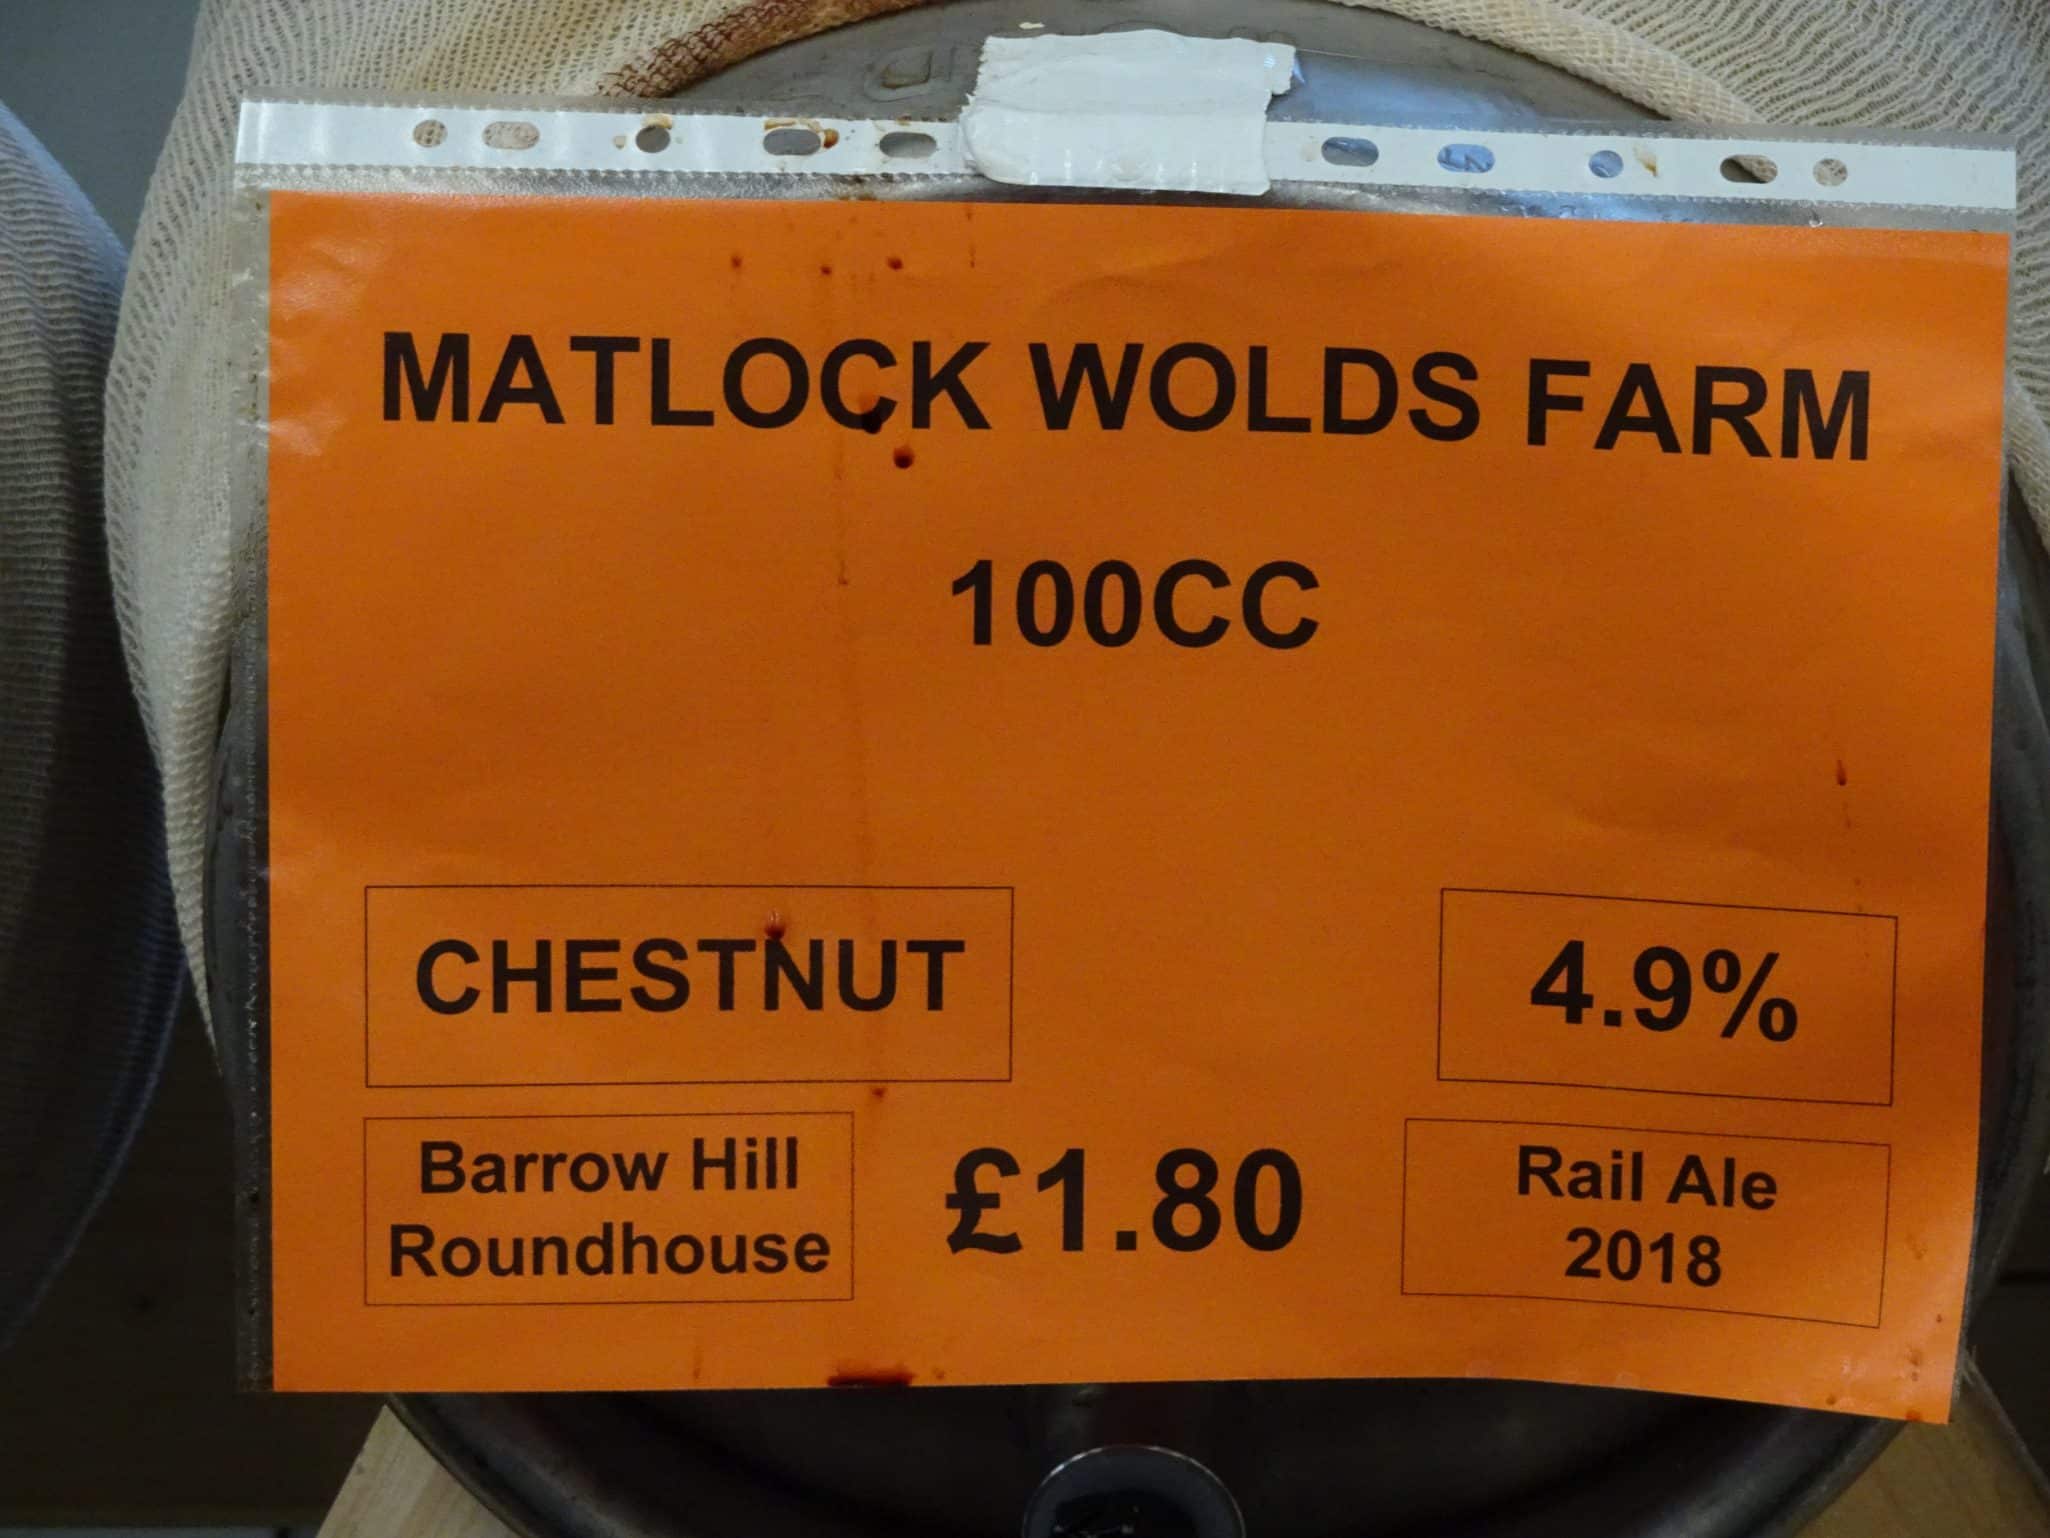 MATLOCK WOLDS FARM
100CC
CHESTNUT
4.9%
Barrow Hill
Roundhouse
£1.80
Rail Ale
2018